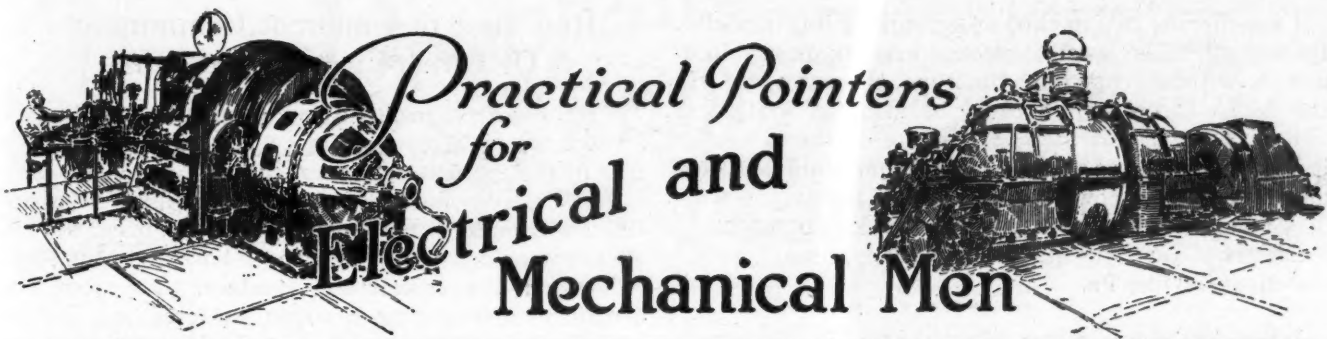 Practical Pointers
for
Electrical and
Mechanical Men